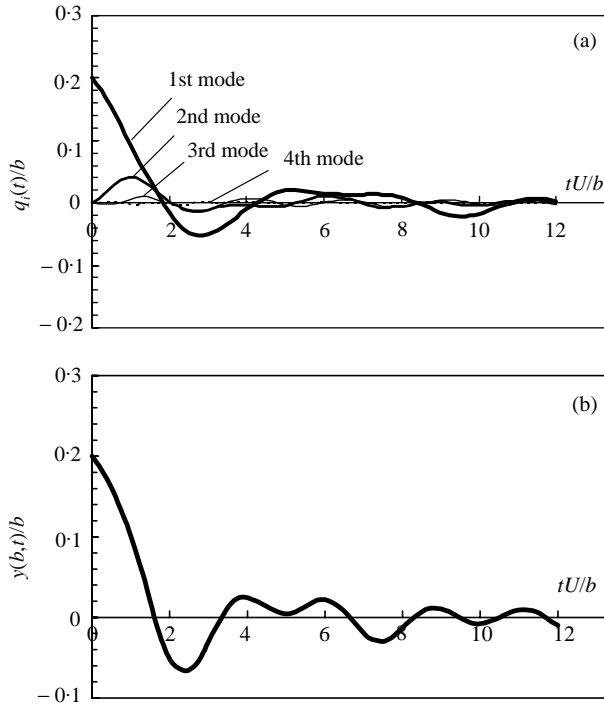 0·3
(a)
0·2
1st mode
2nd mode
0·1
3rd mode
4th mode
tU/b
q_i(t)/b
0
0 2 4 6 8 10 12
− 0·1
− 0·2
0·3
(b)
0·2
y(b,t)/b
0·1
tU/b
0
0 2 4 6 8 10 12
− 0·1